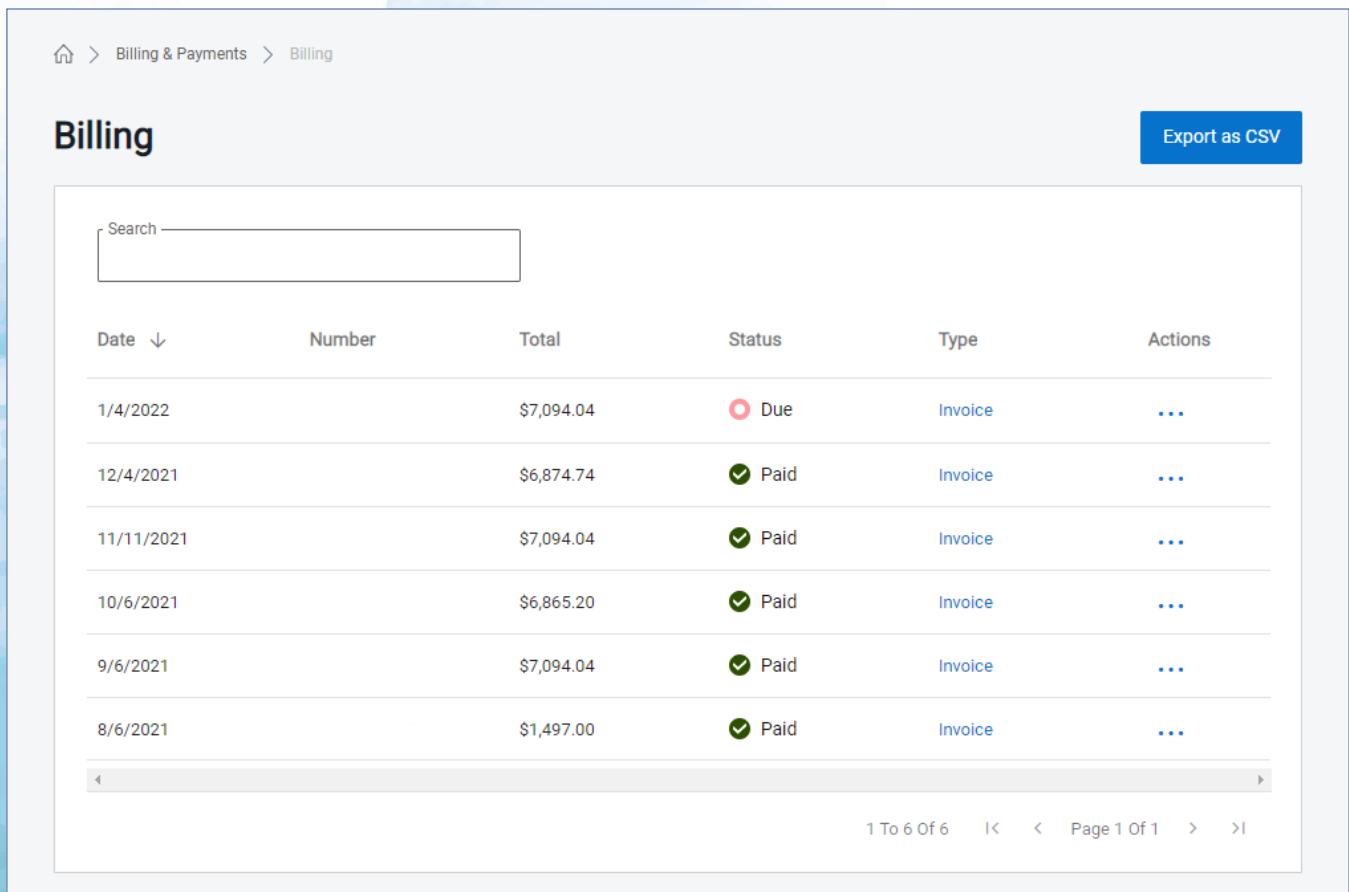 Billing & Payments Billing
Billing
Export as CSV
Search
Date Number Total Status Type Actions
1/4/2022 $7,094.04 Due Invoice ...
12/4/2021 $6,874.74 Paid Invoice ...
11/11/2021 $7,094.04 Paid Invoice ...
10/6/2021 $6,865.20 Paid Invoice ...
9/6/2021 $7,094.04 Paid Invoice ...
8/6/2021 $1,497.00 Paid Invoice ...
1 To 6 Of 6 Page 1 Of 1